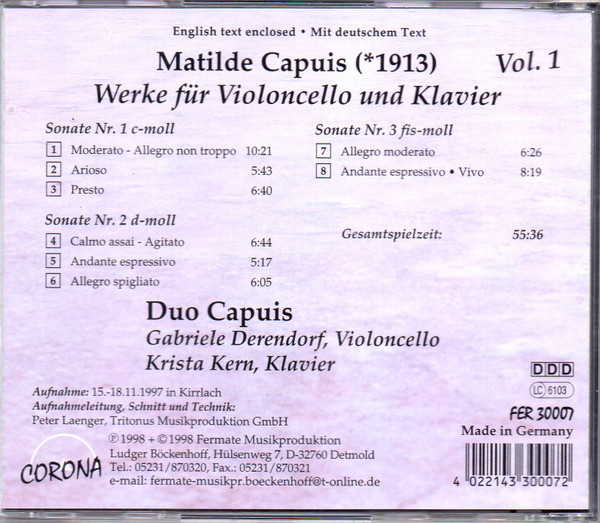 English text enclosed • Mit deutschem Text
Matilde Capuis (*1913) Vol. 1
Werke für Violoncello und Klavier
Sonate Nr. 1 c-moll
1 Moderato - Allegro non troppo 10:21
2 Arioso 5:43
3 Presto 6:40
Sonate Nr. 2 d-moll
4 Calmo assai - Agitato 6:44
5 Andante espressivo 5:17
6 Allegro spigliato 6:05
Sonate Nr. 3 fis-moll
7 Allegro moderato 6:26
8 Andante espressivo • Vivo 8:19
Gesamtspielzeit: 55:36
Duo Capuis
Gabriele Derendorf, Violoncello
Krista Kern, Klavier
Aufnahme: 15.-18.11.1997 in Kirrlach
Aufnahmeleitung, Schnitt und Technik:
Peter Laenger, Tritonus Musikproduktion GmbH
℗ 1998 + © 1998 Fermate Musikproduktion
Ludger Böckenhoff, Hülsenweg 7, D-32760 Detmold
Tel.: 05231/870320, Fax.: 05231/870321
e-mail: fermate-musikpr.boeckenhoff@t-online.de
CORONA
DDD
LC 6103
FER 30007
Made in Germany
4 022143 300072